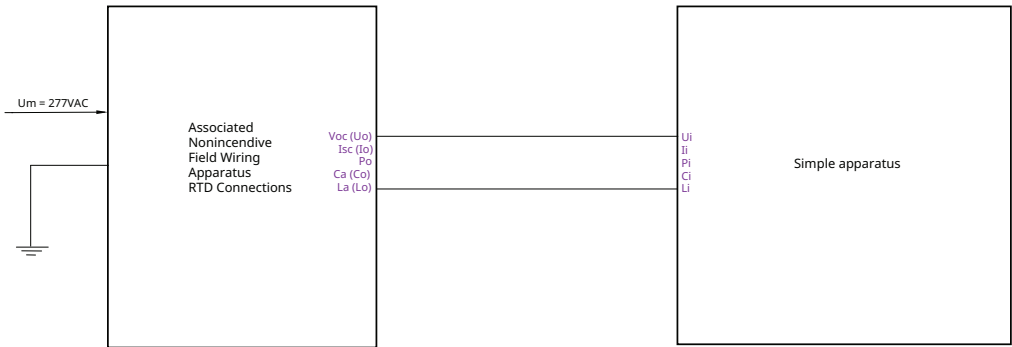 Um = 277VAC
Associated
Nonincendive
Field Wiring
Apparatus
RTD Connections
Voc (Uo)
Isc (Io)
Po
Ca (Co)
La (Lo)
Ui
Ii
Pi
Ci
Li
Simple apparatus